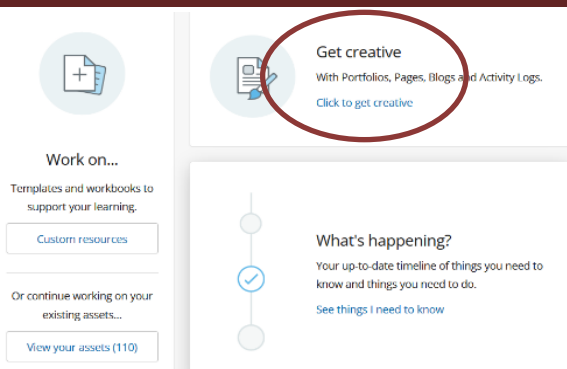 Get creative
With Portfolios, Pages, Blogs and Activity Logs.
Click to get creative
Work on...
Templates and workbooks to
support your learning.
Custom resources
Or continue working on your
existing assets...
View your assets (110)
What's happening?
Your up-to-date timeline of things you need to
know and things you need to do.
See things I need to know